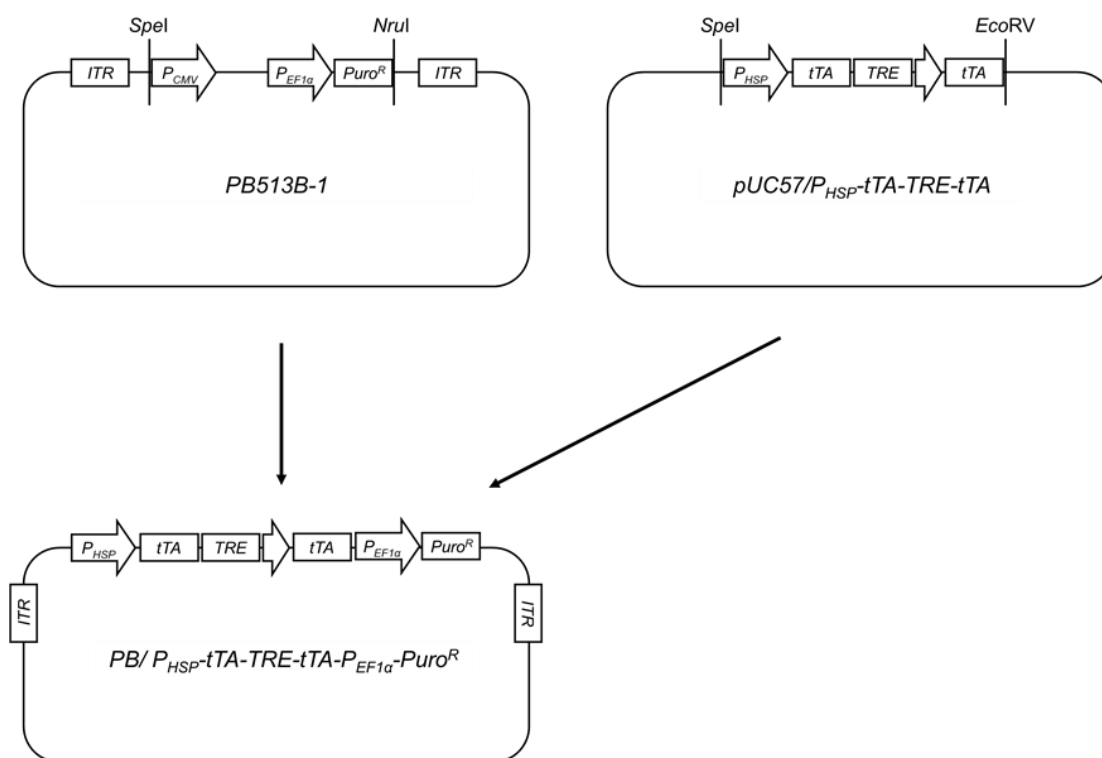 SpeI NruI
ITR PCMV PEF1α PuroR ITR
PB513B-1
SpeI EcoRV
PHSP tTA TRE tTA
pUC57/PHSP-tTA-TRE-tTA
PHSP tTA TRE tTA PEF1α PuroR
ITR ITR
PB/ PHSP-tTA-TRE-tTA-PEF1α-PuroR